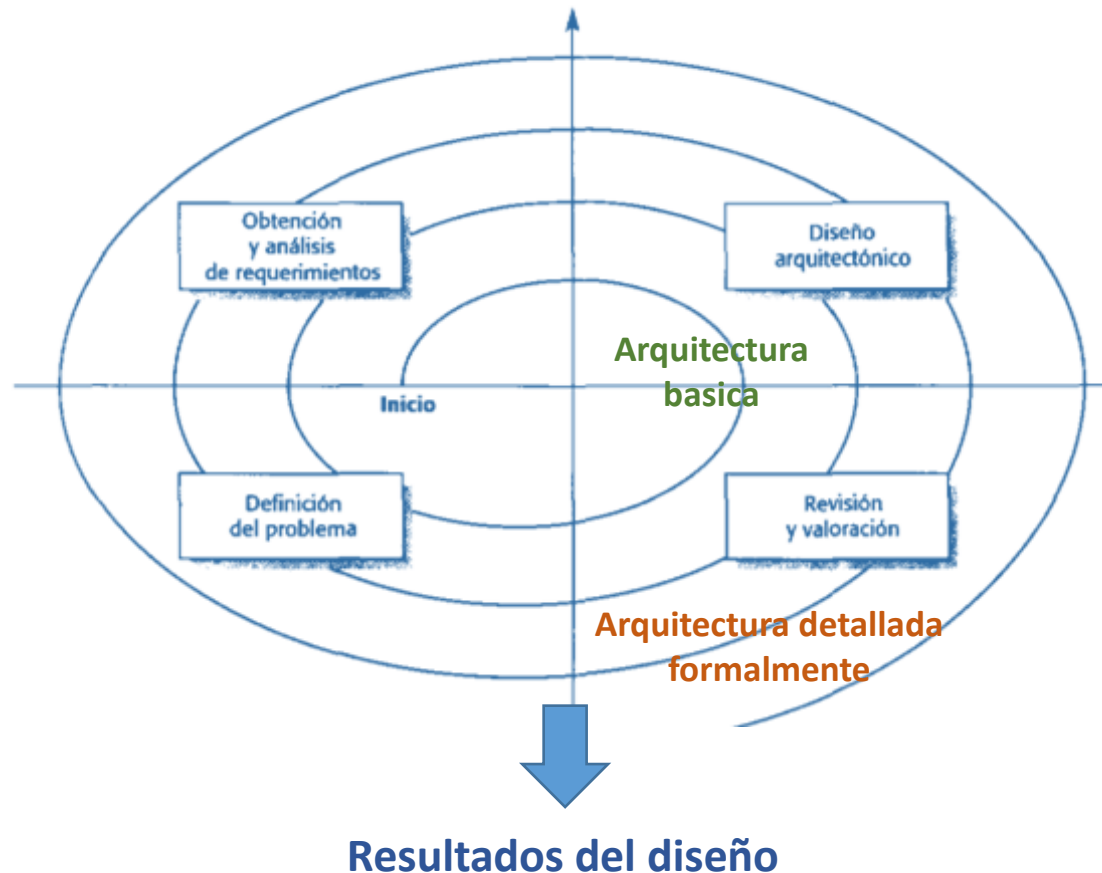 Obtención
y análisis
de requerimientos
Diseño
arquitectónico
Arquitectura
basica
Inicio
Definición
del problema
Revisión
y valoración
Arquitectura detallada
formalmente
Resultados del diseño